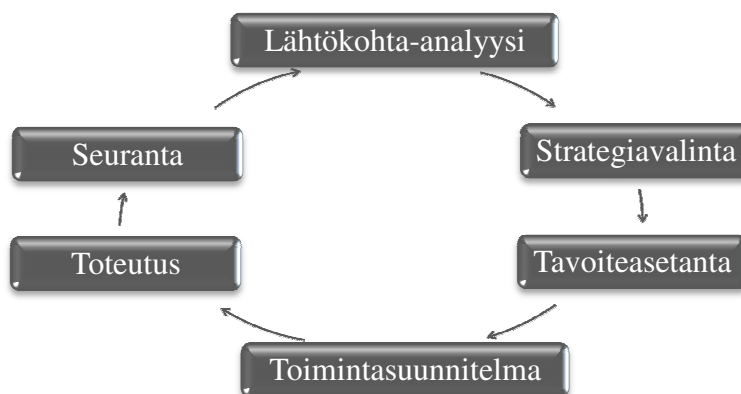 Lähtökohta-analyysi
Strategiavalinta
Tavoiteasetanta
Toimintasuunnitelma
Toteutus
Seuranta